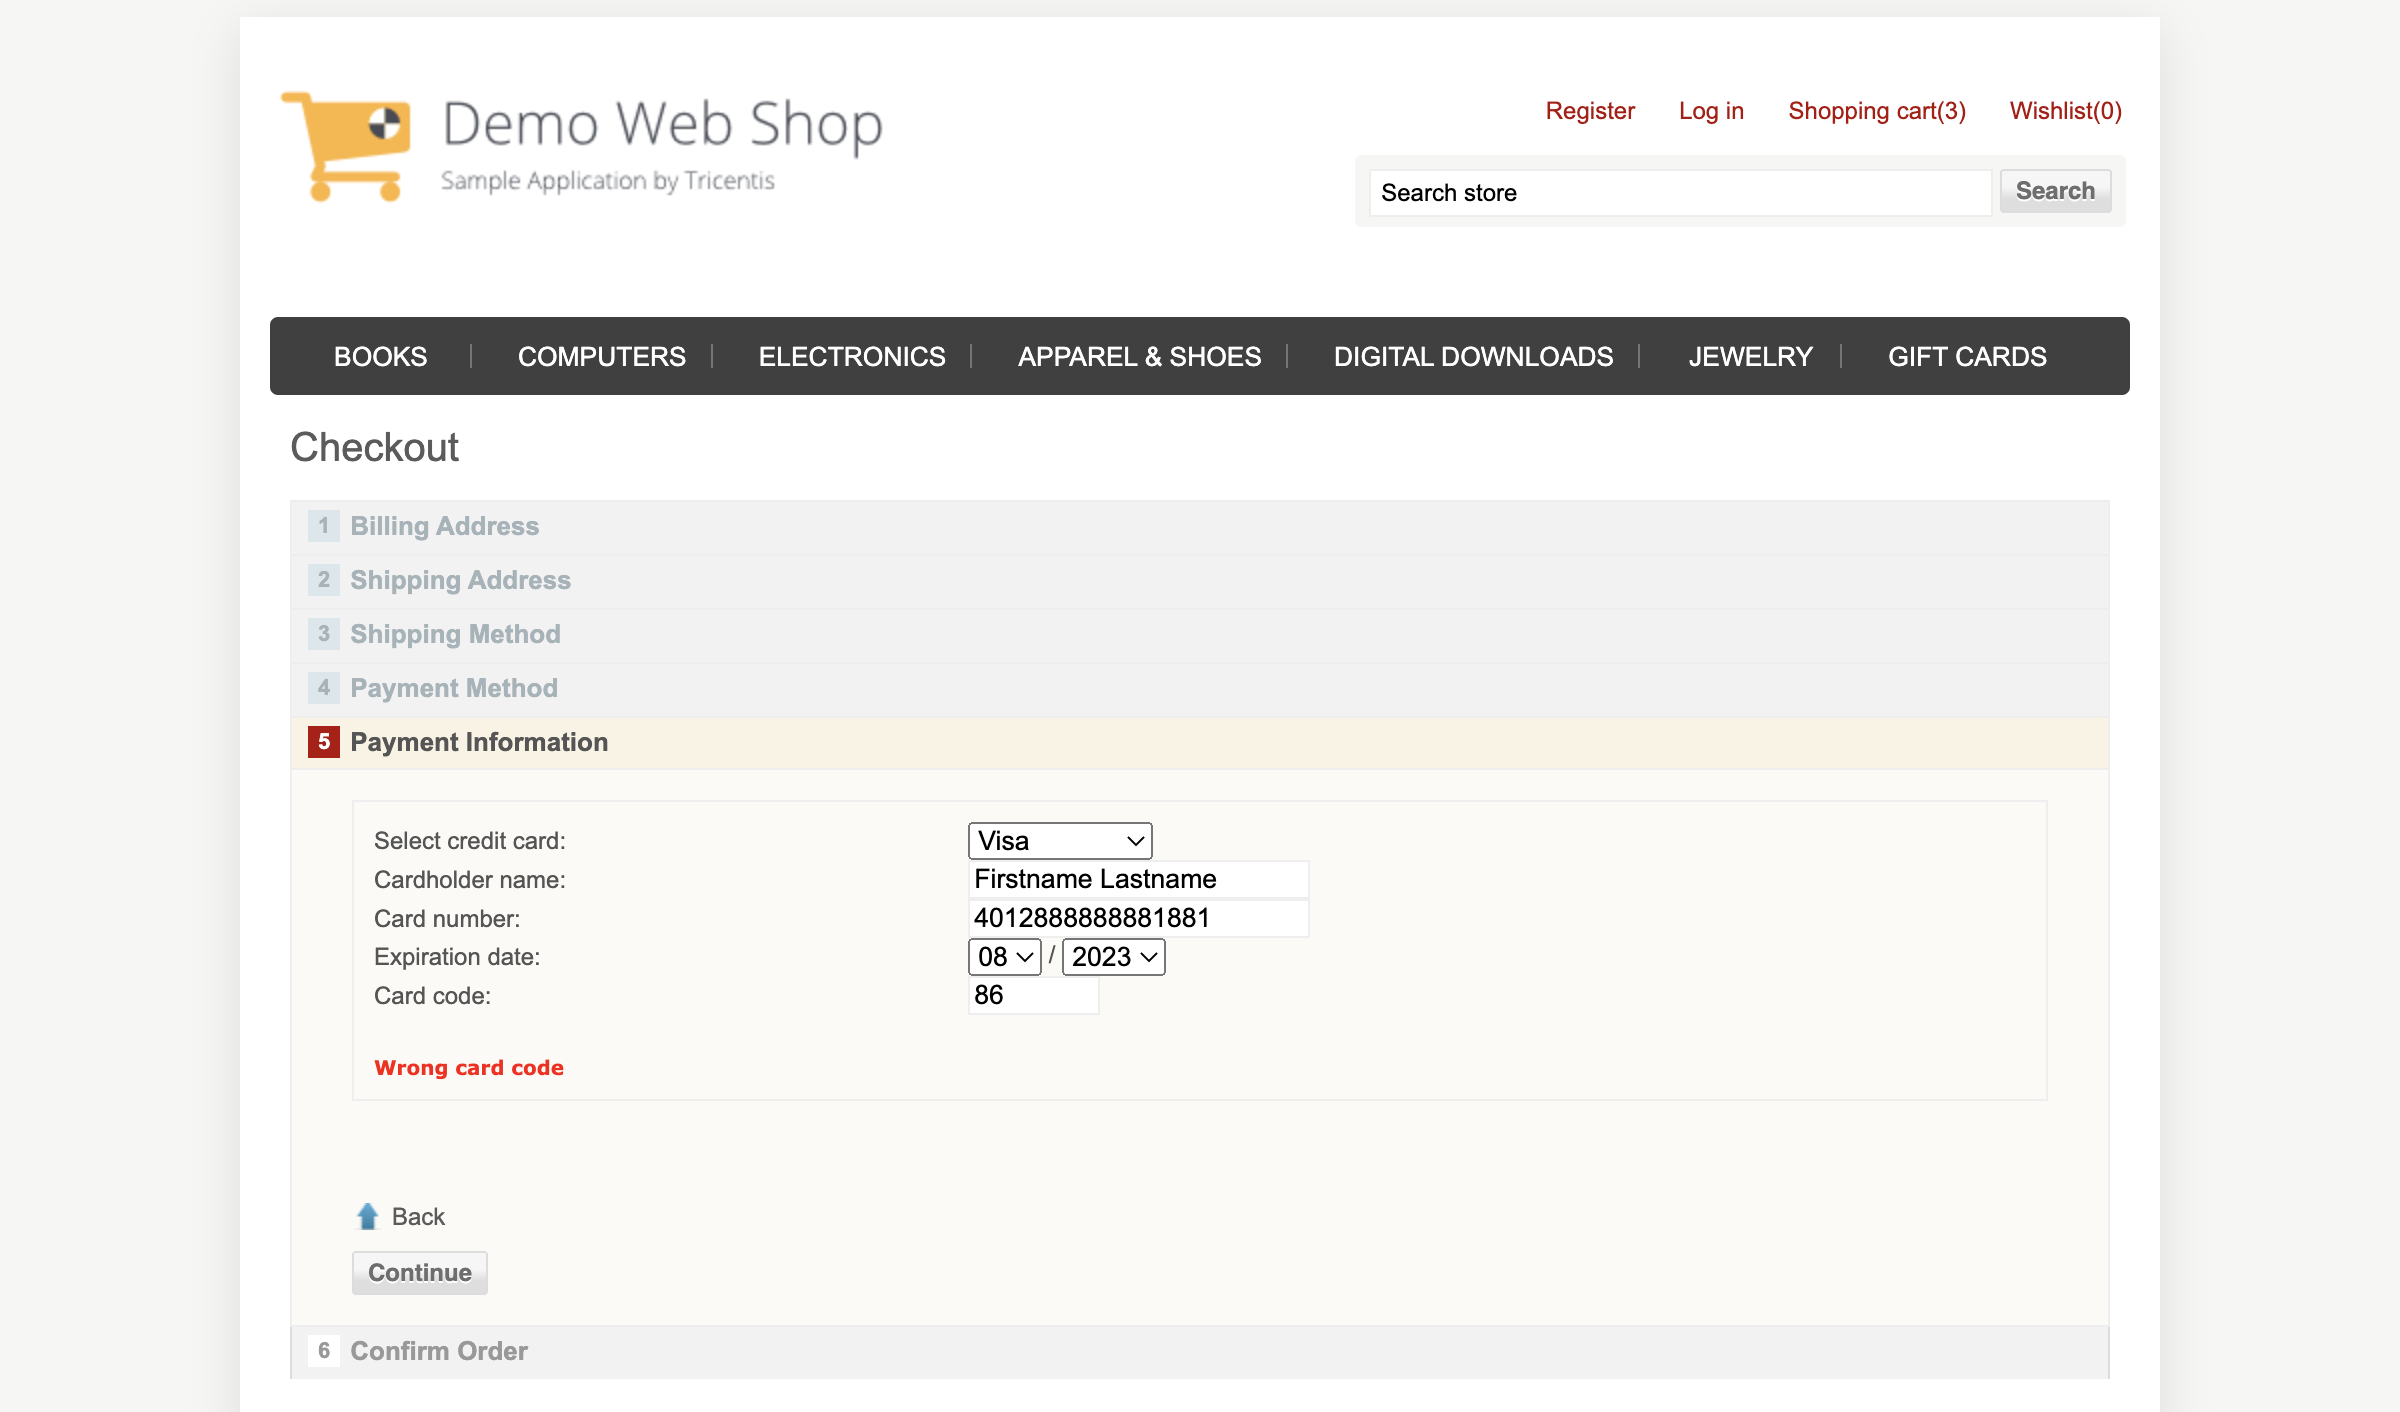 Demo Web Shop
Sample Application by Tricentis
Register Log in Shopping cart(3) Wishlist(0)
Search store Search
BOOKS COMPUTERS ELECTRONICS APPAREL & SHOES DIGITAL DOWNLOADS JEWELRY GIFT CARDS
Checkout
1 Billing Address
2 Shipping Address
3 Shipping Method
4 Payment Method
5 Payment Information
Select credit card: Visa
Cardholder name: Firstname Lastname
Card number: 4012888888881881
Expiration date: 08 / 2023
Card code: 86
Wrong card code
Back
Continue
6 Confirm Order